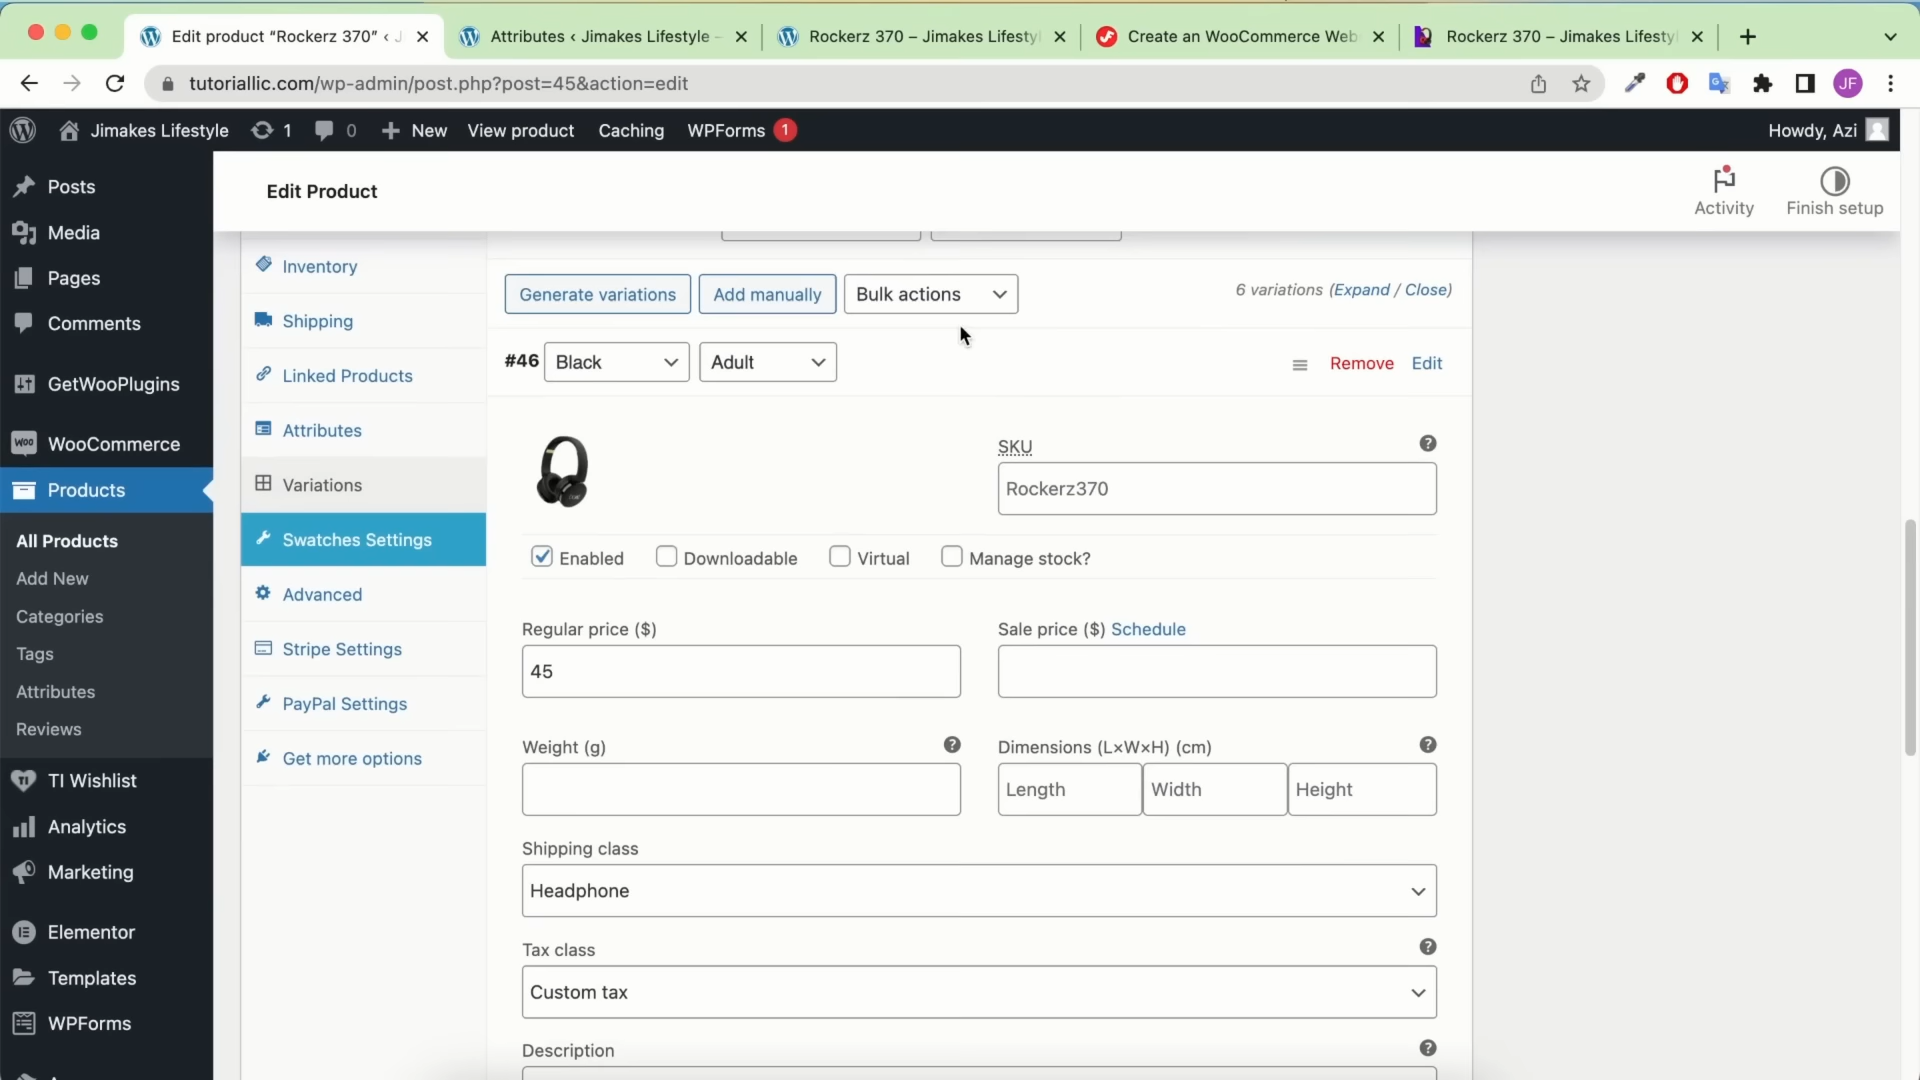 Edit product “Rockerz 370” ‹ J
Attributes ‹ Jimakes Lifestyle –
Rockerz 370 – Jimakes Lifesty
Create an WooCommerce Web
Rockerz 370 – Jimakes Lifesty
tutoriallic.com/wp-admin/post.php?post=45&action=edit
JF
Jimakes Lifestyle
1
0
New
View product
Caching
WPForms
1
Howdy, Azi
Posts
Media
Pages
Comments
GetWooPlugins
WOO
WooCommerce
Products
All Products
Add New
Categories
Tags
Attributes
Reviews
TI
TI Wishlist
Analytics
Marketing
Elementor
Templates
WPForms
Edit Product
Activity
Finish setup
Inventory
Shipping
Linked Products
Attributes
Variations
Swatches Settings
Advanced
Stripe Settings
PayPal Settings
Get more options
Generate variations
Add manually
Bulk actions
6 variations (Expand / Close)
#46
Black
Adult
Remove
Edit
SKU
Rockerz370
Enabled
Downloadable
Virtual
Manage stock?
Regular price ($)
45
Sale price ($) Schedule
Weight (g)
Dimensions (L×W×H) (cm)
Length
Width
Height
Shipping class
Headphone
Tax class
Custom tax
Description